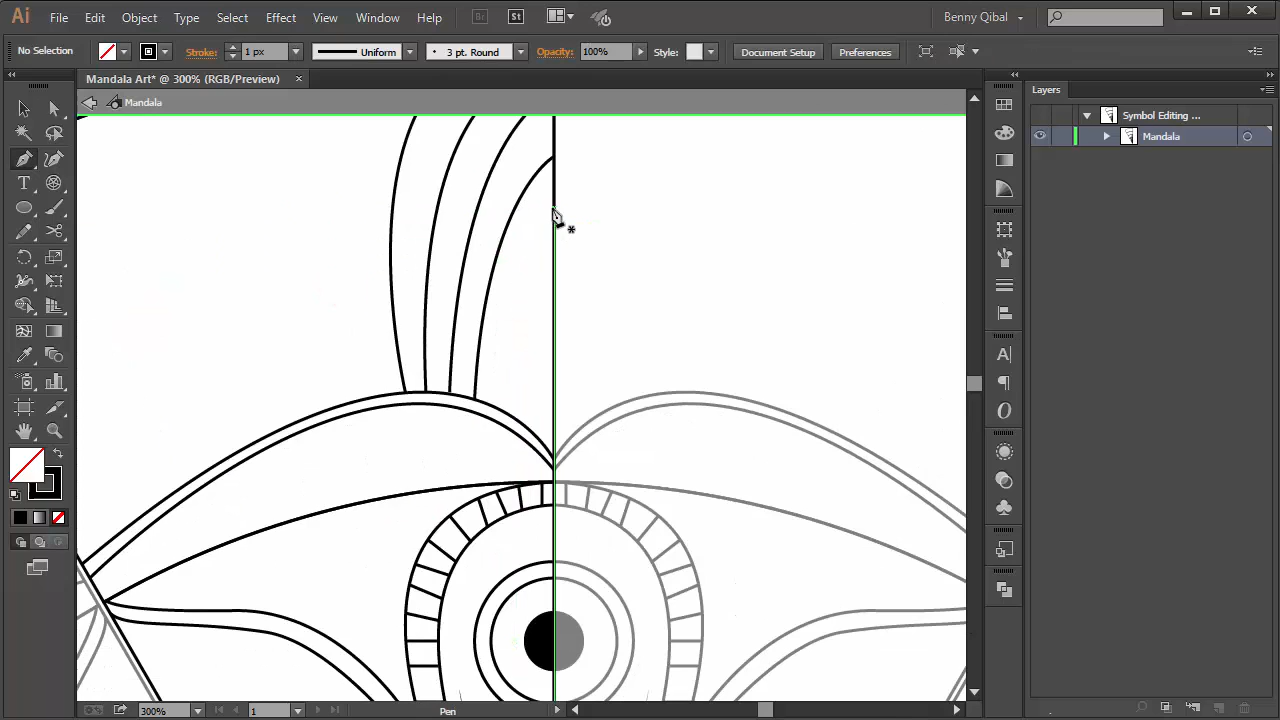 Ai File Edit Object Type Select Effect View Window Help Br St Benny Qibal
No Selection Stroke: 1 px Uniform 3 pt. Round Opacity: 100% Style: Document Setup Preferences
Mandala Art* @ 300% (RGB/Preview) ×
Mandala
Layers
Symbol Editing ...
Mandala
300% 1 Pen